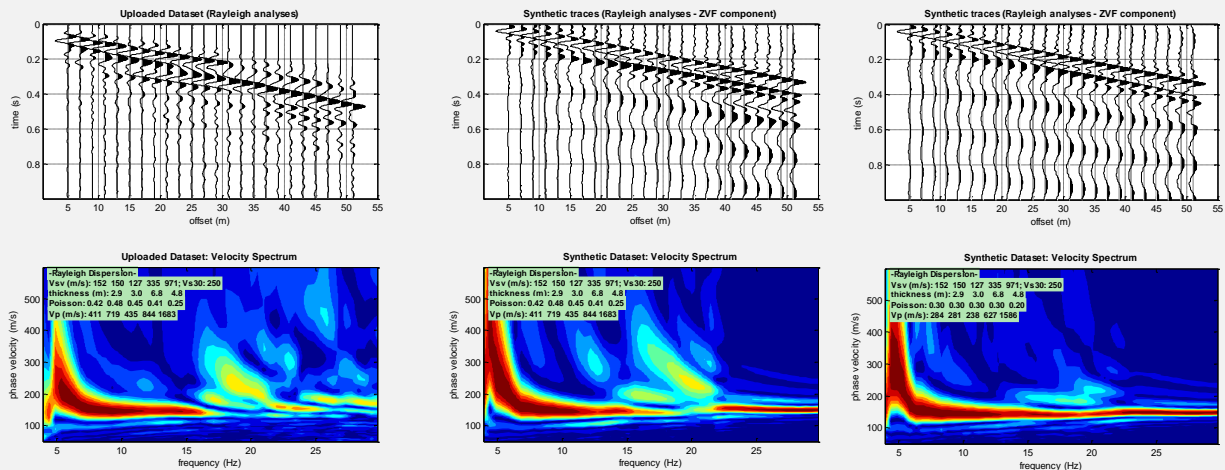 Uploaded Dataset (Rayleigh analyses)
0
0.2
0.4
0.6
0.8
time (s)
5 10 15 20 25 30 35 40 45 50 55
offset (m)
Synthetic traces (Rayleigh analyses - ZVF component)
0
0.2
0.4
0.6
0.8
time (s)
5 10 15 20 25 30 35 40 45 50 55
offset (m)
Synthetic traces (Rayleigh analyses - ZVF component)
0
0.2
0.4
0.6
0.8
time (s)
5 10 15 20 25 30 35 40 45 50 55
offset (m)
Uploaded Dataset: Velocity Spectrum
-Rayleigh Dispersion-
Vsv (m/s): 152 150 127 335 971; Vs30: 250
thickness (m): 2.9 3.0 6.8 4.8
Poisson: 0.42 0.48 0.45 0.41 0.25
Vp (m/s): 411 719 435 844 1683
500
400
300
200
100
phase velocity (m/s)
5 10 15 20 25
frequency (Hz)
Synthetic Dataset: Velocity Spectrum
-Rayleigh Dispersion-
Vsv (m/s): 152 150 127 335 971; Vs30: 250
thickness (m): 2.9 3.0 6.8 4.8
Poisson: 0.42 0.48 0.45 0.41 0.25
Vp (m/s): 411 719 435 844 1683
500
400
300
200
100
phase velocity (m/s)
5 10 15 20 25
frequency (Hz)
Synthetic Dataset: Velocity Spectrum
-Rayleigh Dispersion-
Vsv (m/s): 152 150 127 335 971; Vs30: 250
thickness (m): 2.9 3.0 6.8 4.8
Poisson: 0.30 0.30 0.30 0.30 0.20
Vp (m/s): 284 281 238 627 1586
500
400
300
200
100
phase velocity (m/s)
5 10 15 20 25
frequency (Hz)